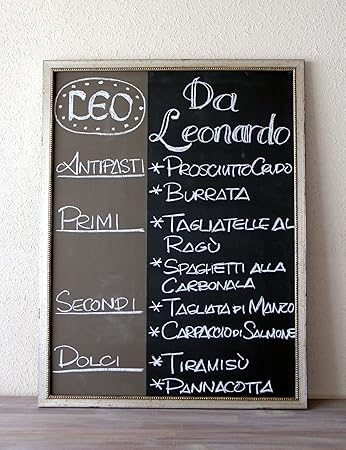 LEO
Da
Leonardo
ANTIPASTI
*PROSCIUTTO CRUDO
*BURRATA
PRIMI
*TAGLIATELLE AL
RAGÙ
*SPAGHETTI ALLA
CARBONALA
SECONDI
*TAGLIATA DI MANZO
*CARPACCIO DI SALMONE
DOLCI
*TIRAMISÙ
*PANNACOTTA